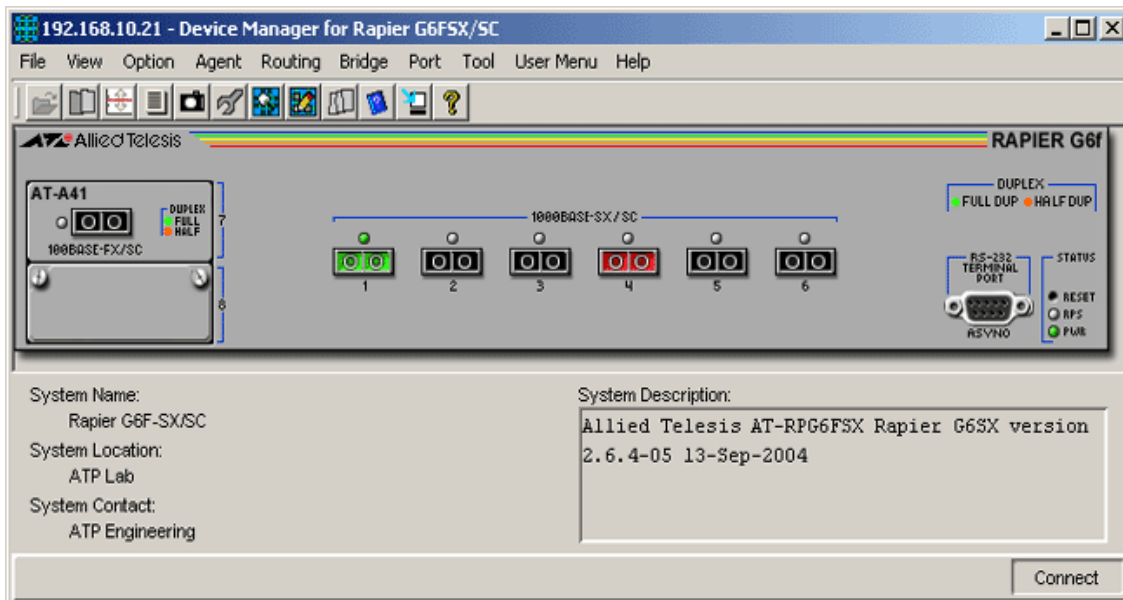 192.168.10.21 - Device Manager for Rapier G6FSX/SC
File View Option Agent Routing Bridge Port Tool User Menu Help
Allied Telesis
RAPIER G6f
AT-A41
DUPLEX
FULL
HALF
100BASE-FX/SC
7
8
1000BASE-SX/SC
1 2 3 4 5 6
DUPLEX
FULL DUP HALF DUP
RS-232
TERMINAL
PORT
ASYN0
STATUS
RESET
RPS
PWR
System Name:
Rapier G6F-SX/SC
System Location:
ATP Lab
System Contact:
ATP Engineering
System Description:
Allied Telesis AT-RPG6FSX Rapier G6SX version
2.6.4-05 13-Sep-2004
Connect